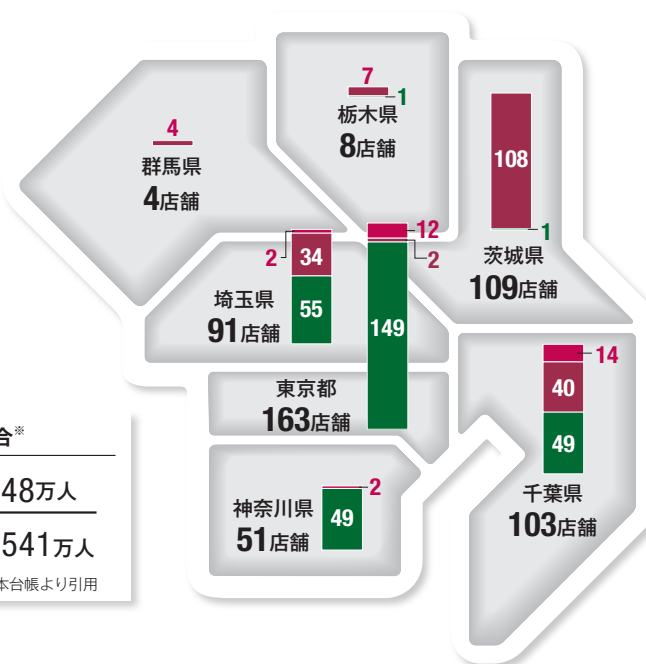 7
1
栃木県
8店舗
4
群馬県
4店舗
108
1
茨城県
109店舗
2
34
55
埼玉県
91店舗
12
2
149
東京都
163店舗
14
40
49
千葉県
103店舗
2
49
神奈川県
51店舗
合※
48万人
541万人
本台帳より引用